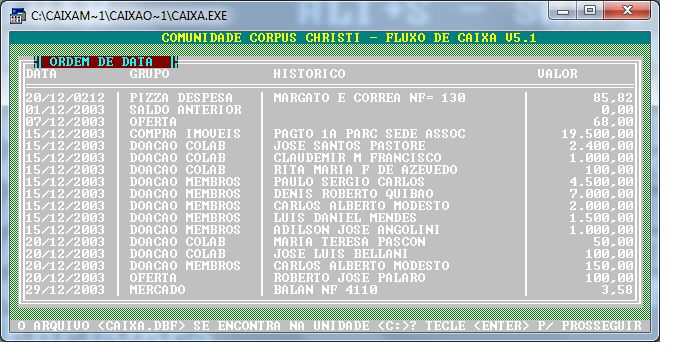 C:\CAIXAM~1\CAIXAO~1\CAIXA.EXE
COMUNIDADE CORPUS CHRISTI - FLUXO DE CAIXA V5.1
ORDEM DE DATA
DATA GRUPO HISTORICO VALOR
20/12/0212 PIZZA DESPESA MARGATO E CORREA NF= 130 85,82
01/12/2003 SALDO ANTERIOR 0,00
07/12/2003 OFERTA 68,00
15/12/2003 COMPRA IMOVEIS PAGTO 1A PARC SEDE ASSOC 19.500,00
15/12/2003 DOACAO COLAB JOSE SANTOS PASTORE 2.400,00
15/12/2003 DOACAO COLAB CLAUDEMIR M FRANCISCO 1.000,00
15/12/2003 DOACAO COLAB RITA MARIA F DE AZEVEDO 100,00
15/12/2003 DOACAO MEMBROS PAULO SERGIO CARLOS 4.500,00
15/12/2003 DOACAO MEMBROS DENIS ROBERTO QUIBAO 7.000,00
15/12/2003 DOACAO MEMBROS CARLOS ALBERTO MODESTO 2.000,00
15/12/2003 DOACAO MEMBROS LUIS DANIEL MENDES 1.500,00
15/12/2003 DOACAO MEMBROS ADILSON JOSE ANGOLINI 1.000,00
20/12/2003 DOACAO COLAB MARIA TERESA PASCON 50,00
20/12/2003 DOACAO COLAB JOSE LUIS BELLANI 100,00
20/12/2003 DOACAO MEMBROS CARLOS ALBERTO MODESTO 150,00
20/12/2003 OFERTA ROBERTO JOSE PALARO 100,00
29/12/2003 MERCADO BALAN NF 4110 3,58
O ARQUIVO <CAIXA.DBF> SE ENCONTRA NA UNIDADE <C:>? TECLE <ENTER> P/ PROSSEGUIR